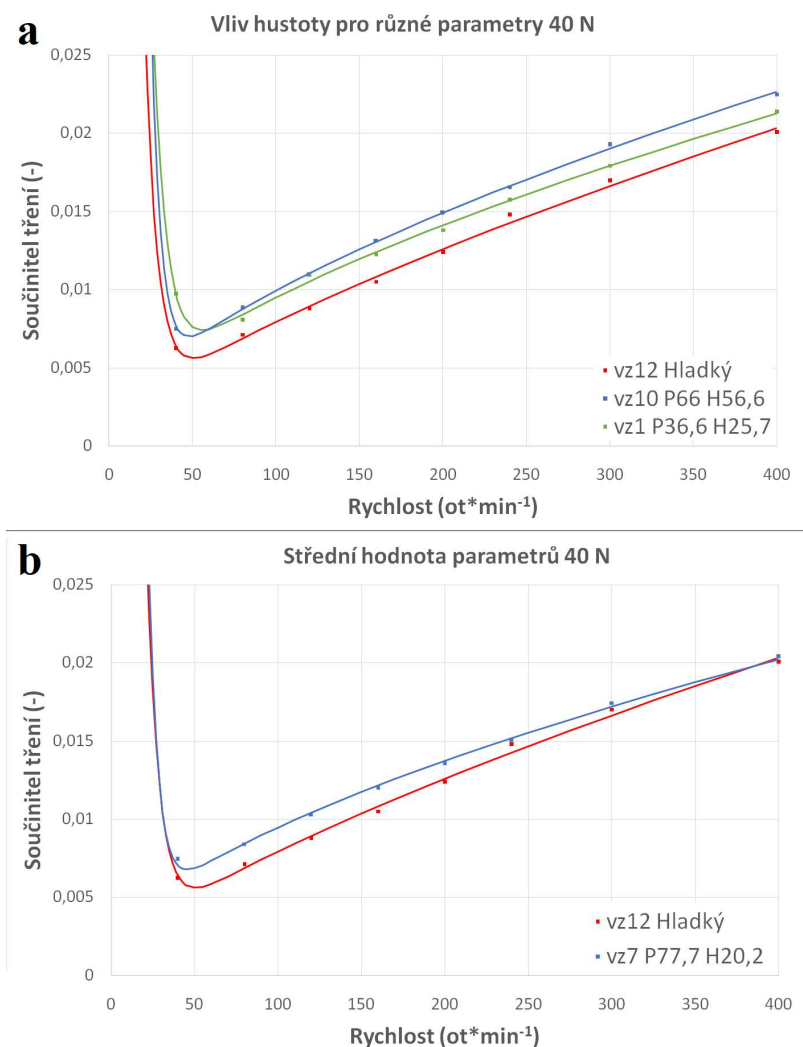 a
Vliv hustoty pro různé parametry 40 N
0,025
0,02
0,015
0,01
0,005
0
Součinitel tření (-)
0 50 100 150 200 250 300 350 400
Rychlost (ot*min⁻¹)
vz12 Hladký
vz10 P66 H56,6
vz1 P36,6 H25,7
b
Střední hodnota parametrů 40 N
0,025
0,02
0,015
0,01
0,005
0
Součinitel tření (-)
0 50 100 150 200 250 300 350 400
Rychlost (ot*min⁻¹)
vz12 Hladký
vz7 P77,7 H20,2